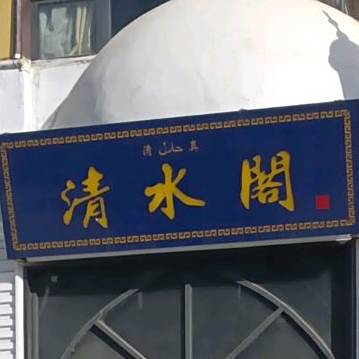 清 حلال 真
清水閣